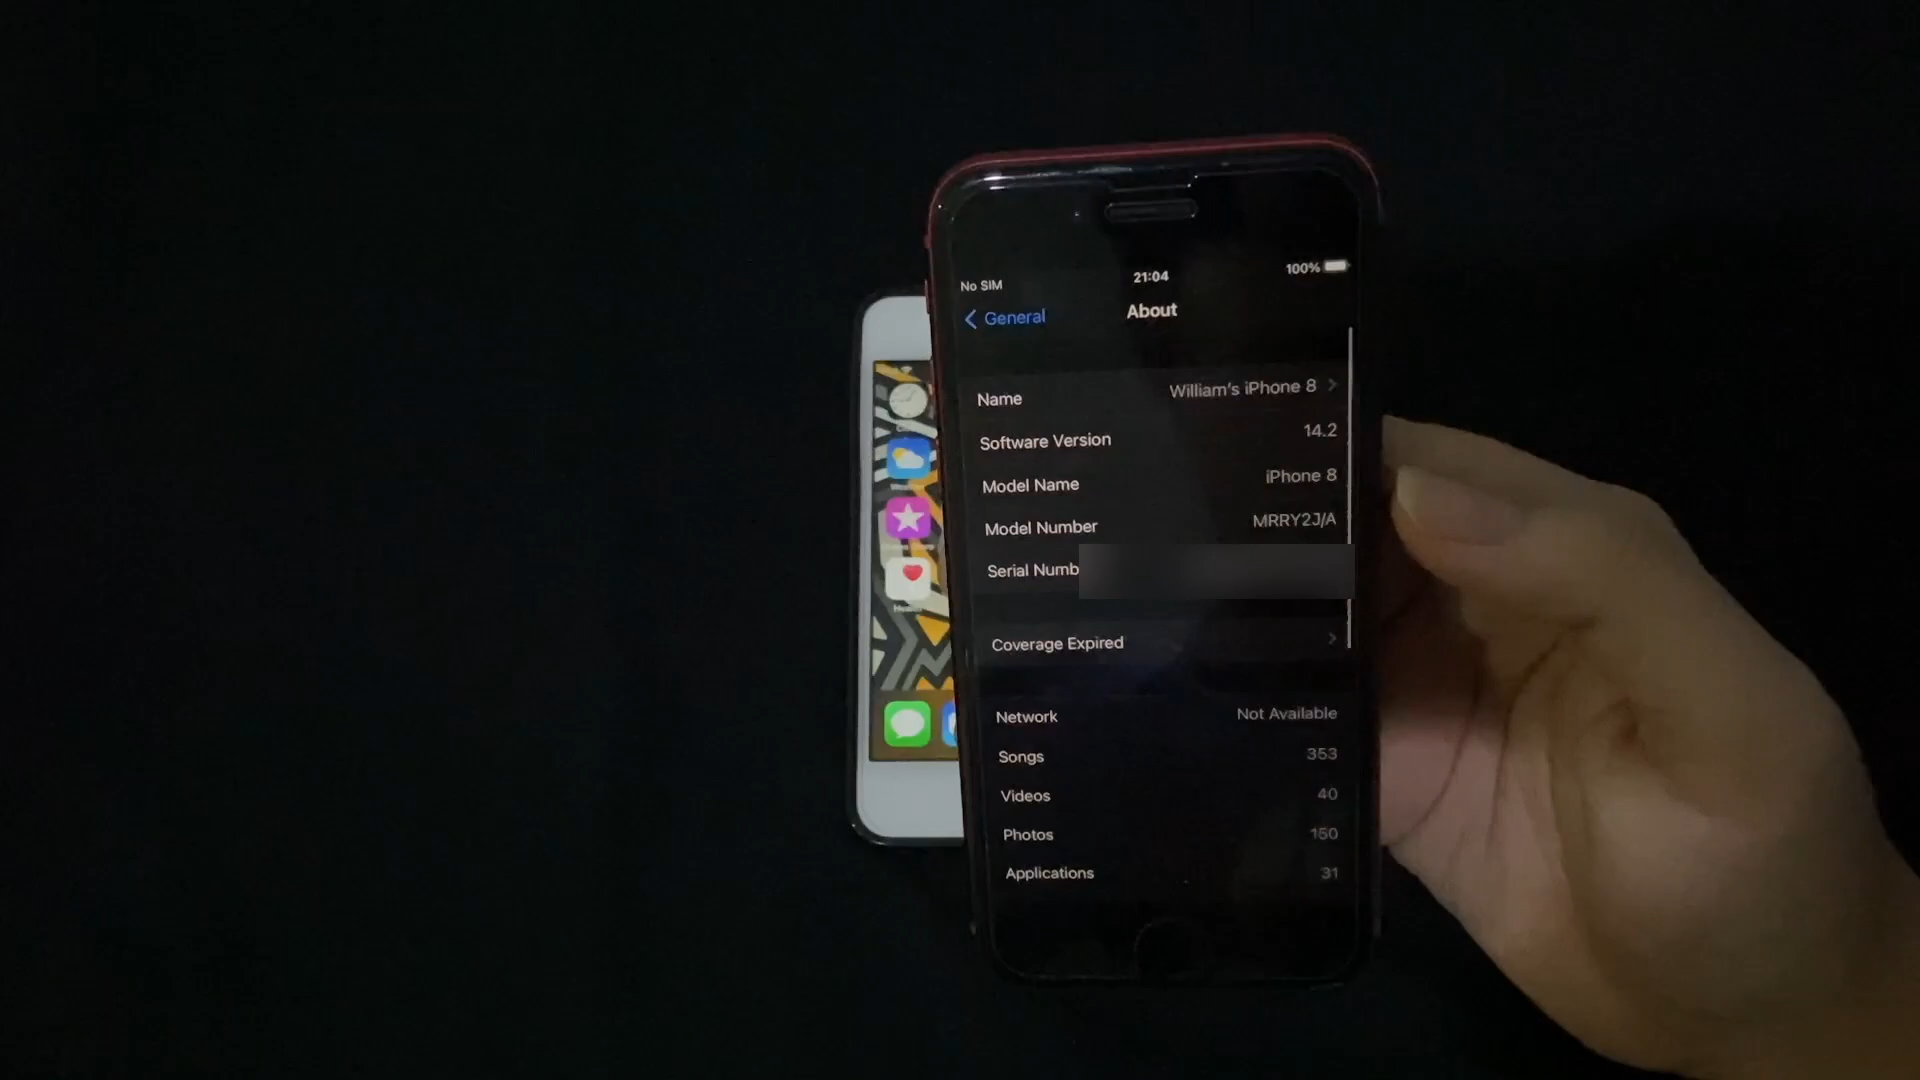 No SIM
21:04
100%
General
About
Name
William's iPhone 8
Software Version
14.2
Model Name
iPhone 8
Model Number
MRRY2J/A
Serial Numb
Coverage Expired
Network
Not Available
Songs
353
Videos
40
Photos
150
Applications
31